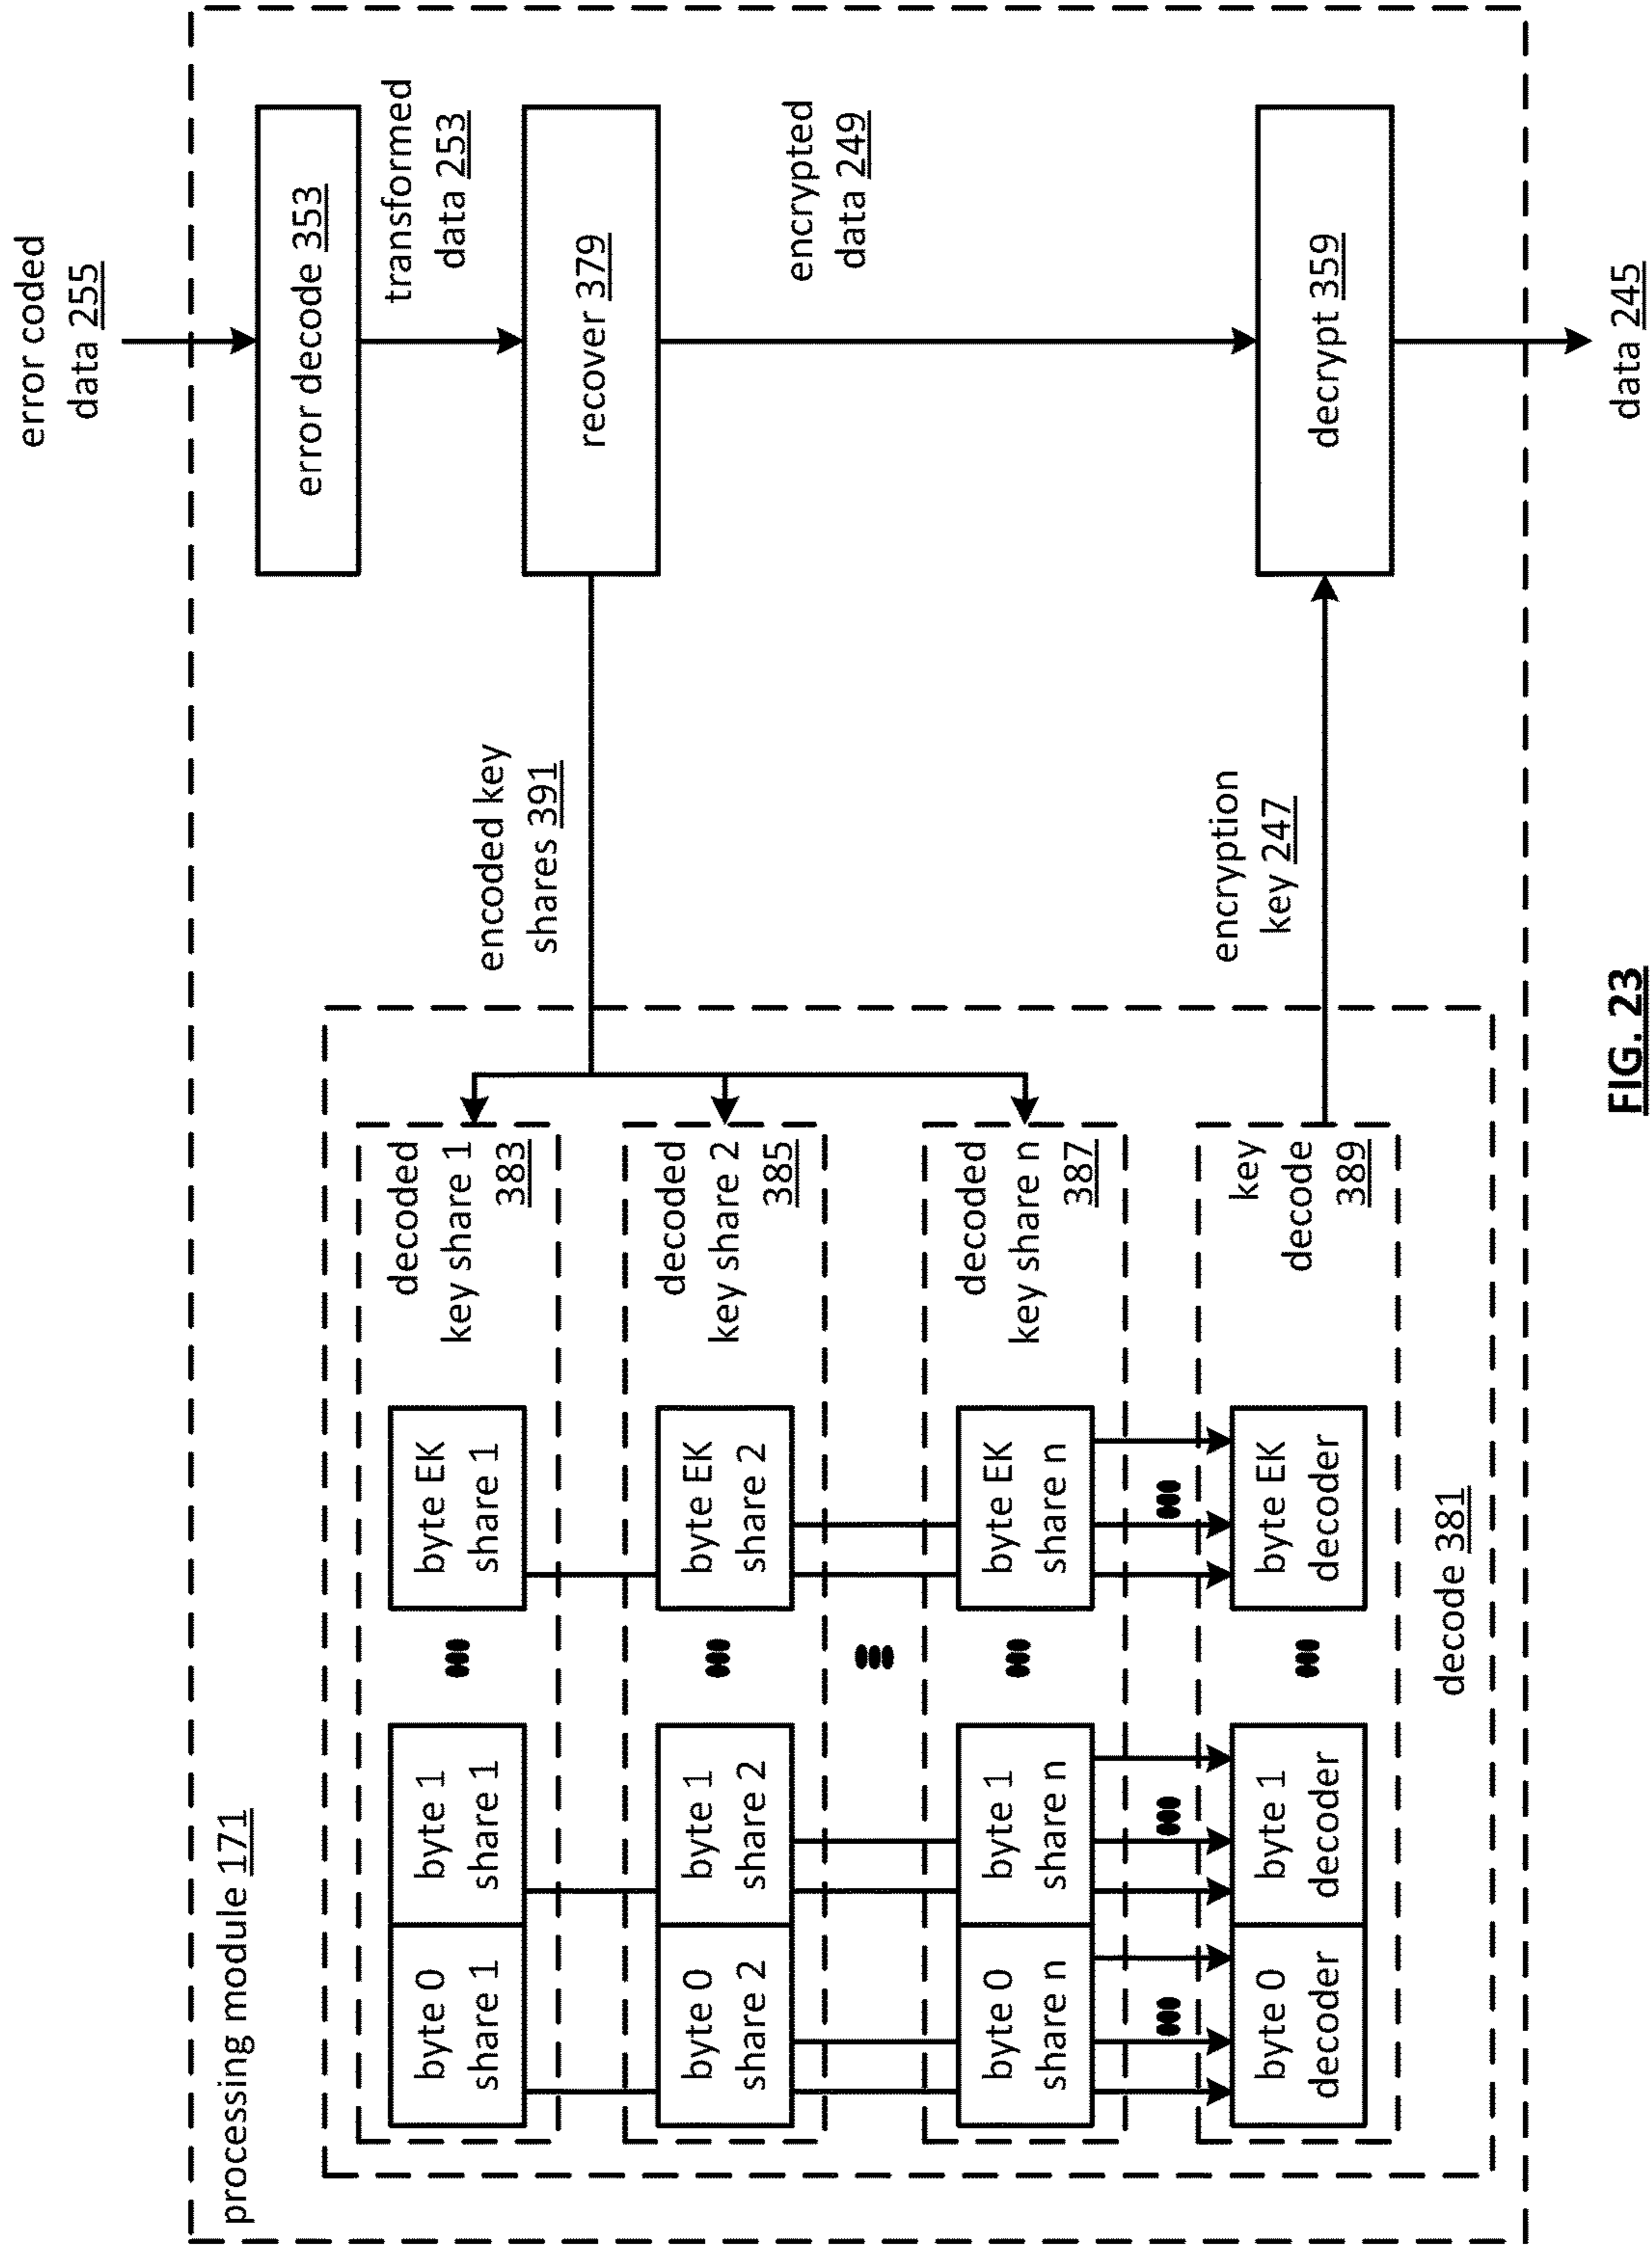 processing module 171
error coded
data 255
error decode 353
transformed
data 253
recover 379
encrypted
data 249
decrypt 359
data 245
encoded key
shares 391
encryption
key 247
byte 0
share 1
byte 1
share 1
byte EK
share 1
decoded
key share 1
383
byte 0
share 2
byte 1
share 2
byte EK
share 2
decoded
key share 2
385
byte 0
share n
byte 1
share n
byte EK
share n
decoded
key share n
387
byte 0
decoder
byte 1
decoder
byte EK
decoder
key
decode
389
decode 381
FIG. 23